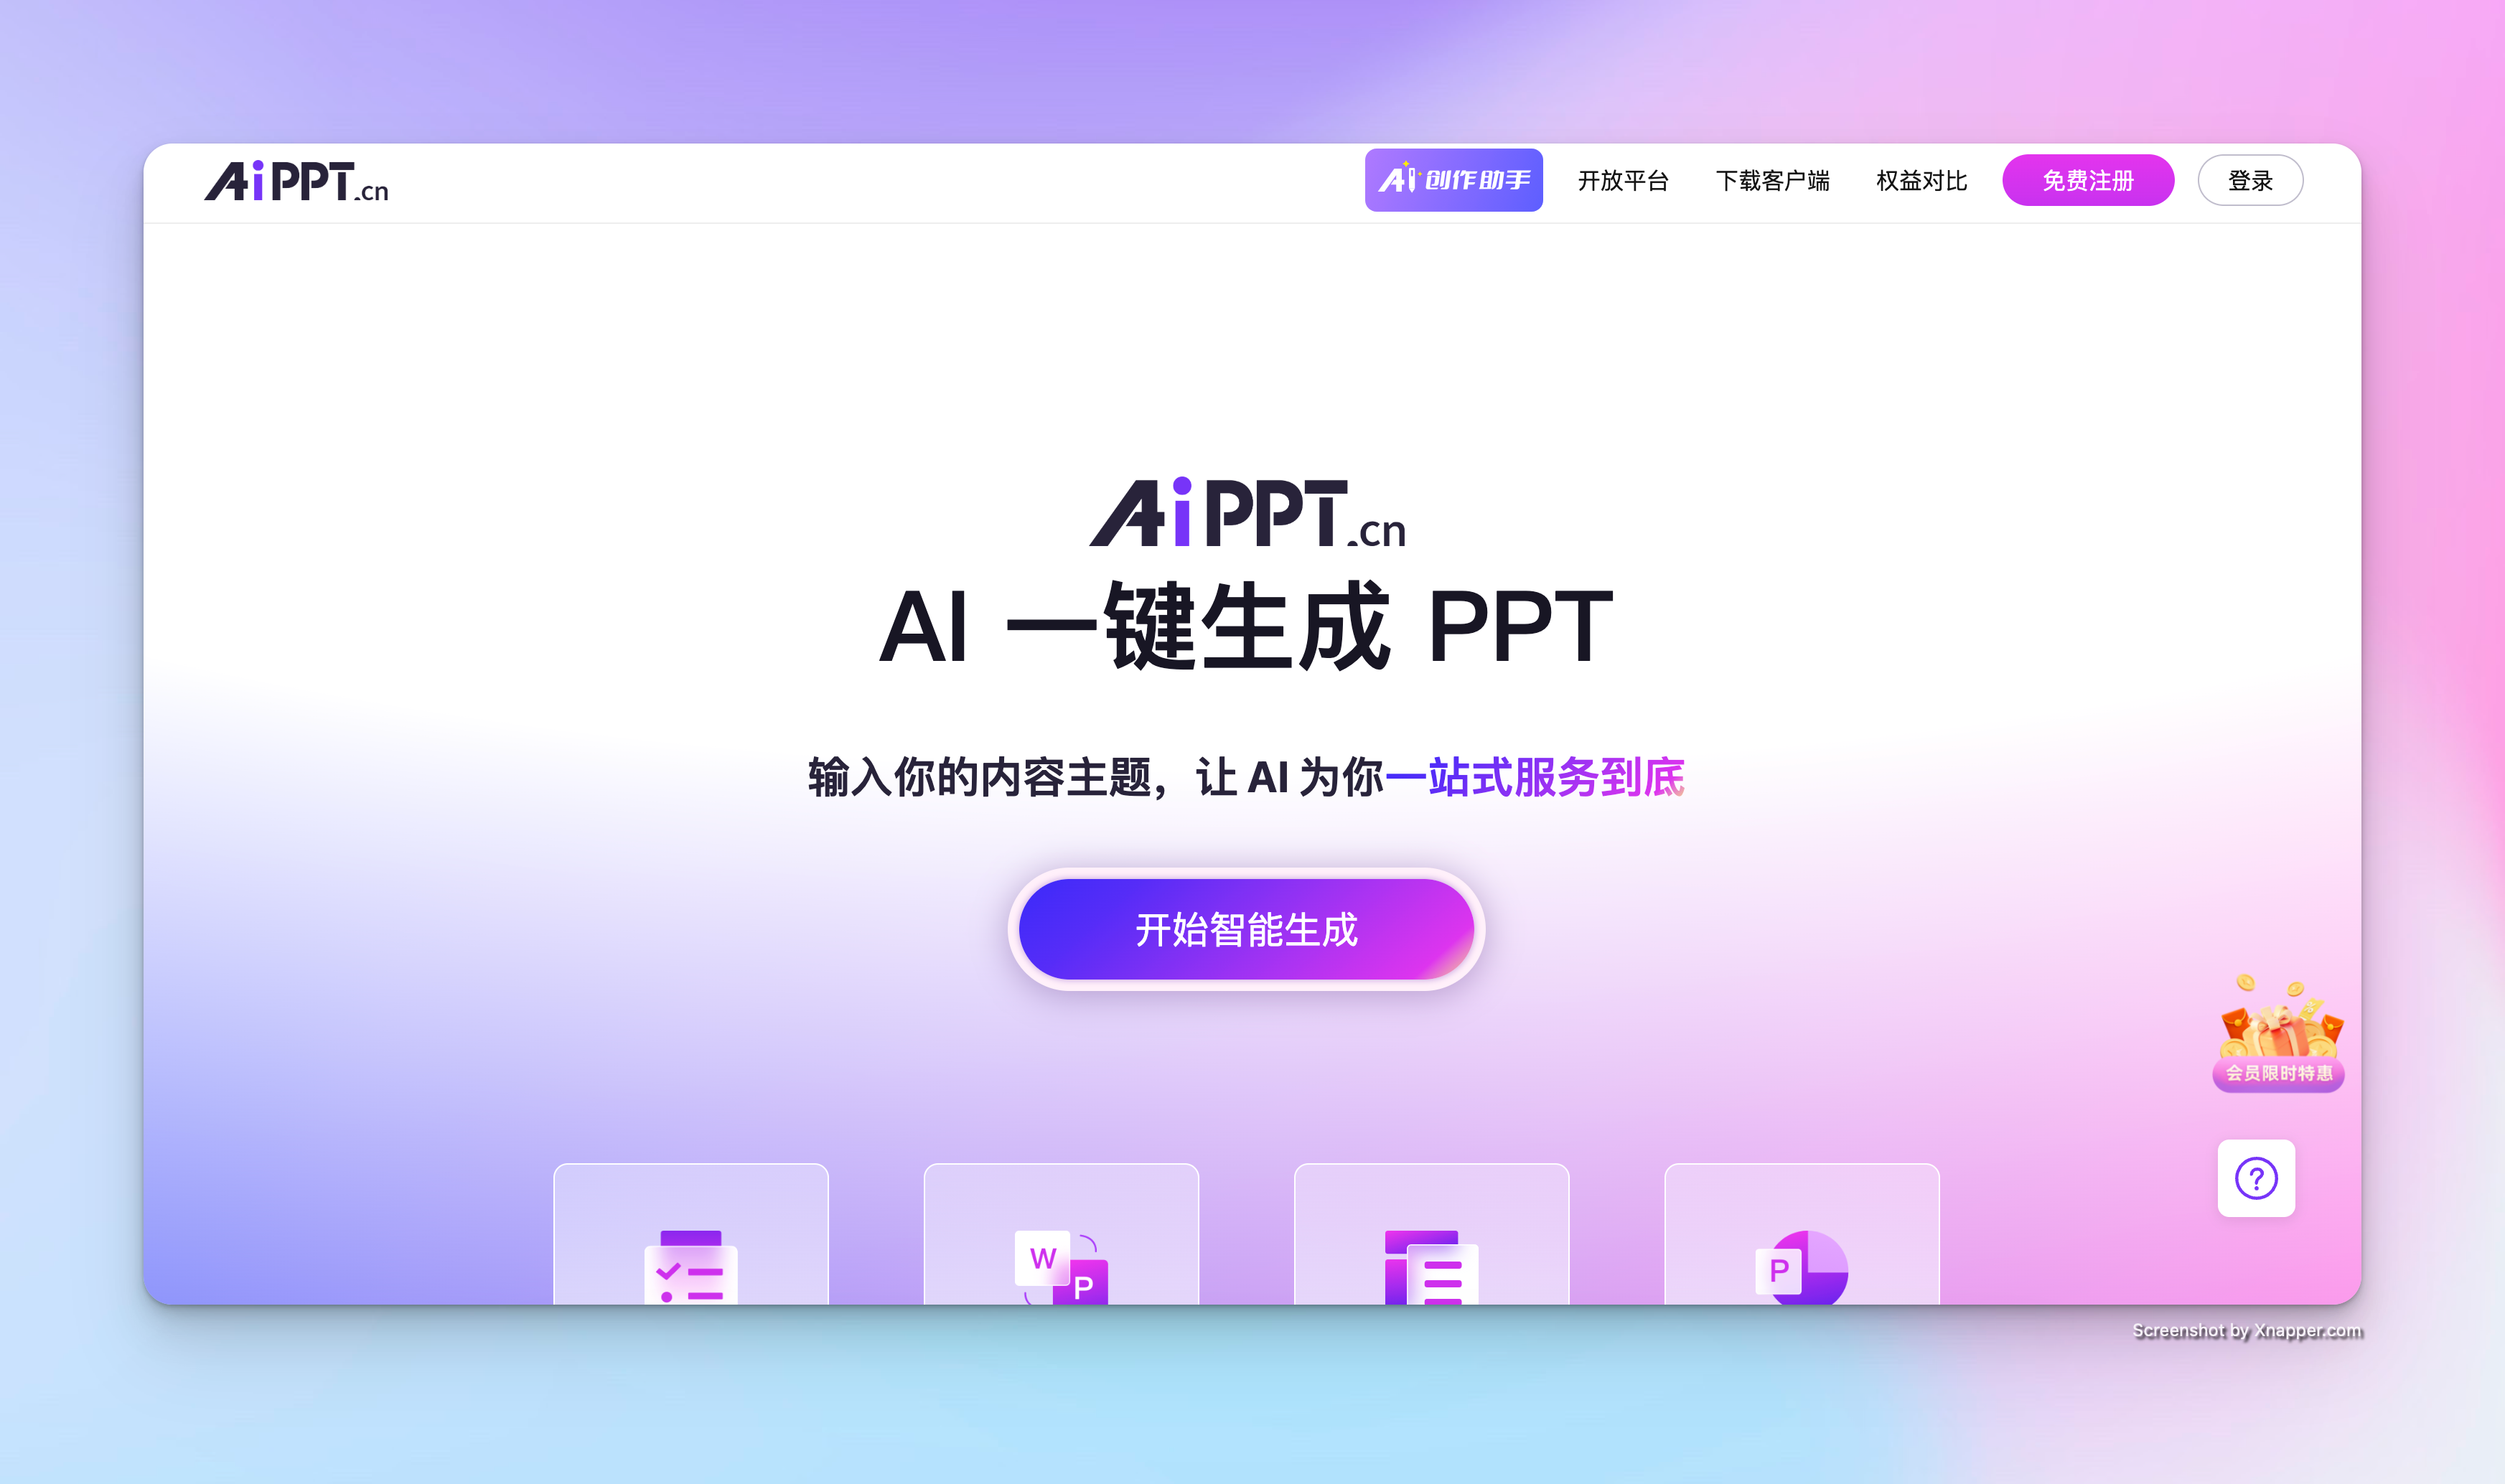 AiPPT.cn
Ai 创作助手 开放平台 下载客户端 权益对比 免费注册 登录
AiPPT.cn
AI 一键生成 PPT
输入你的内容主题，让 AI 为你一站式服务到底
开始智能生成
会员限时特惠
?
W
P
P
Screenshot by Xnapper.com